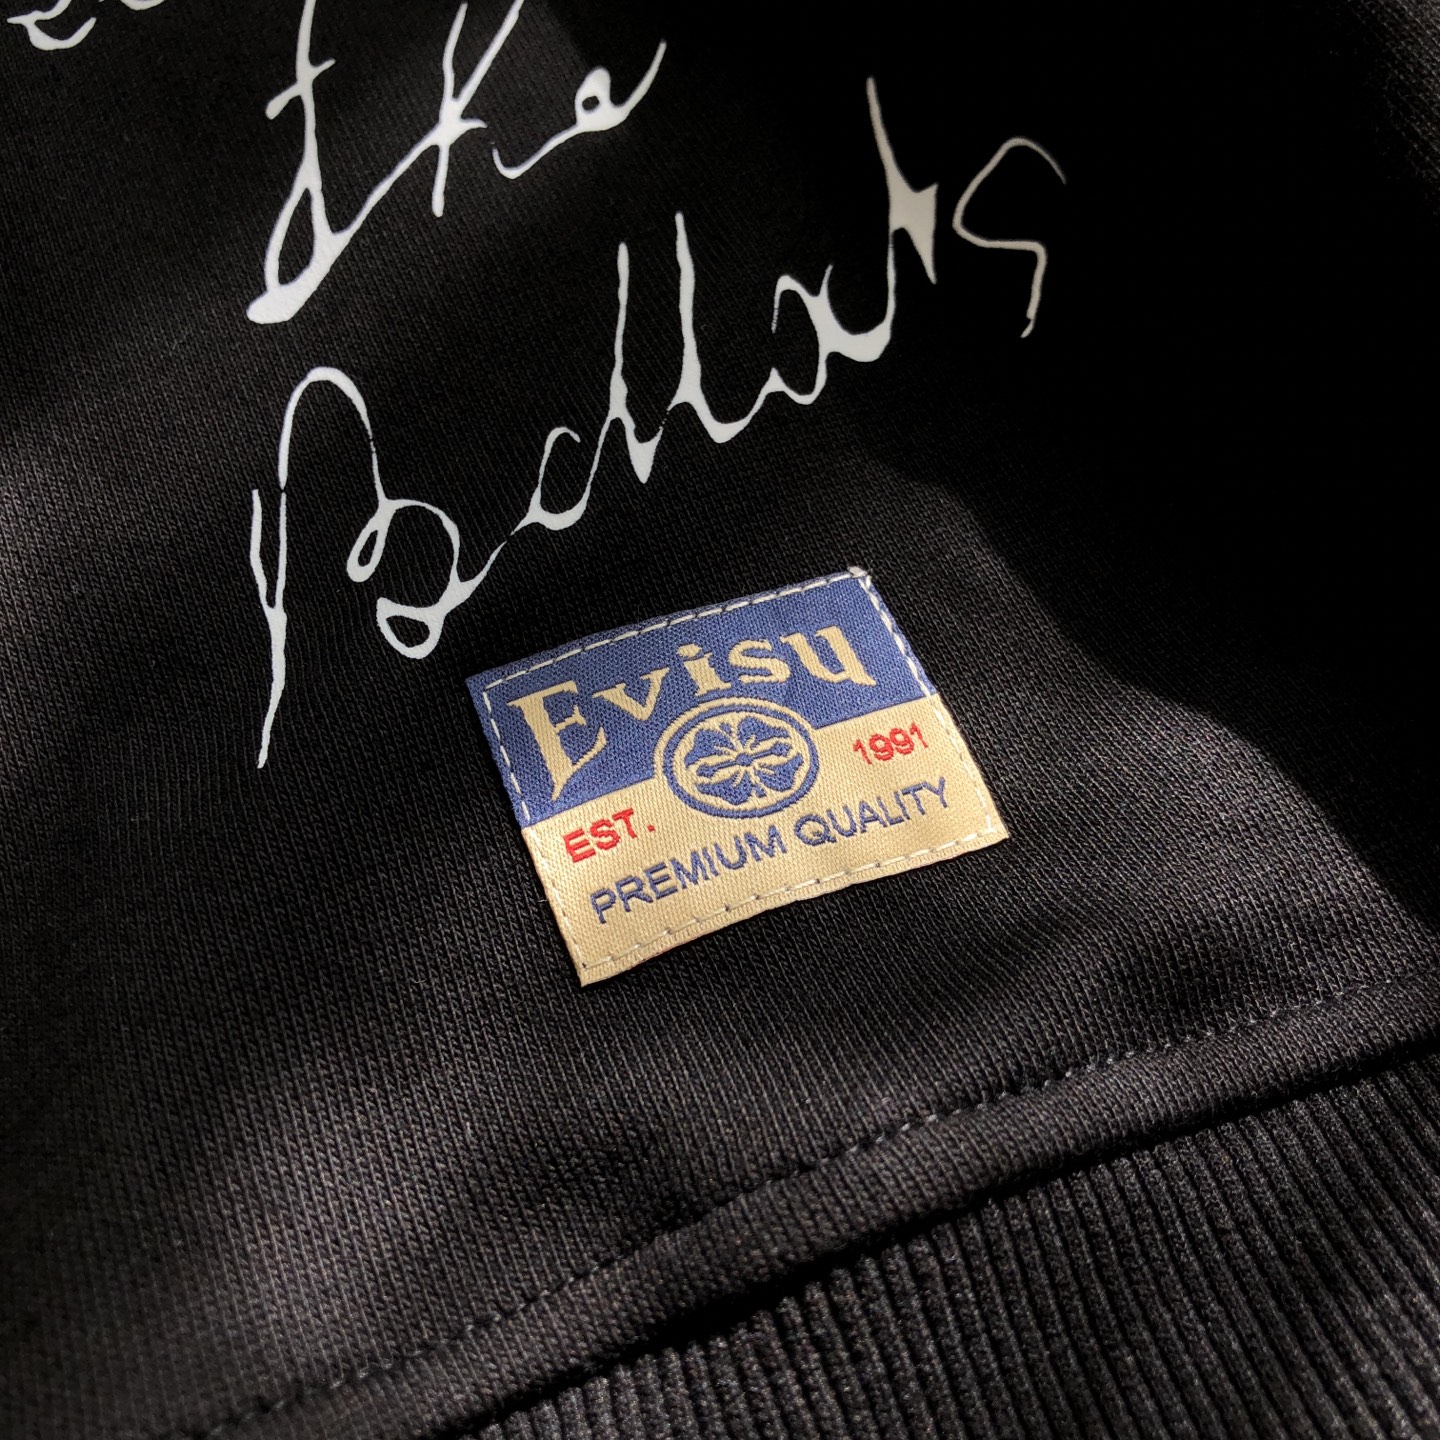 the
Ballads
Evisu
EST. 1991
PREMIUM QUALITY